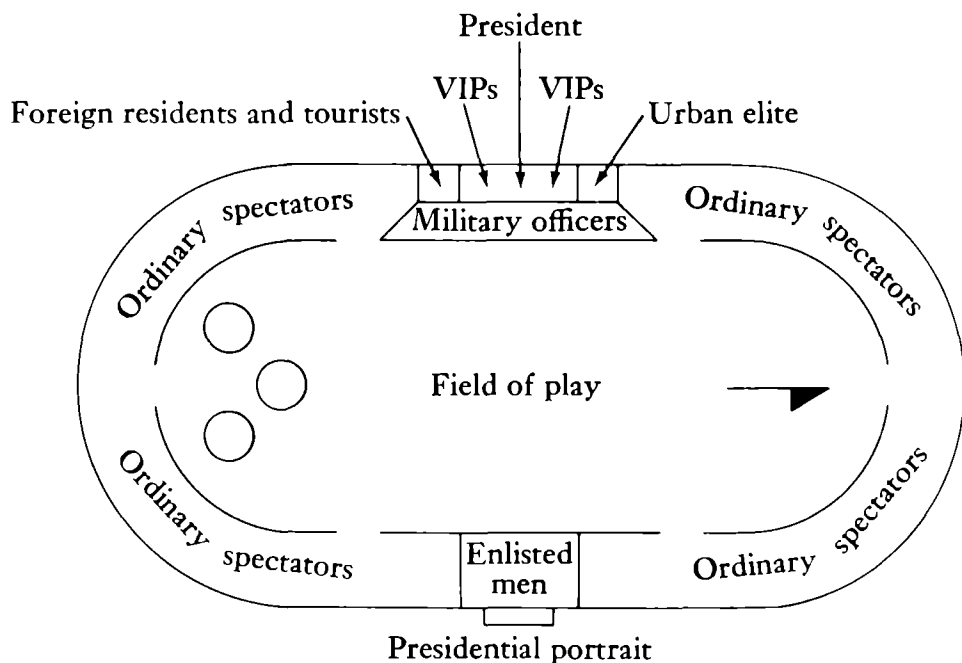 President
VIPs VIPs
Foreign residents and tourists
Urban elite
Ordinary spectators
Military officers
Ordinary spectators
Field of play
Ordinary spectators
Enlisted
men
Ordinary spectators
Presidential portrait